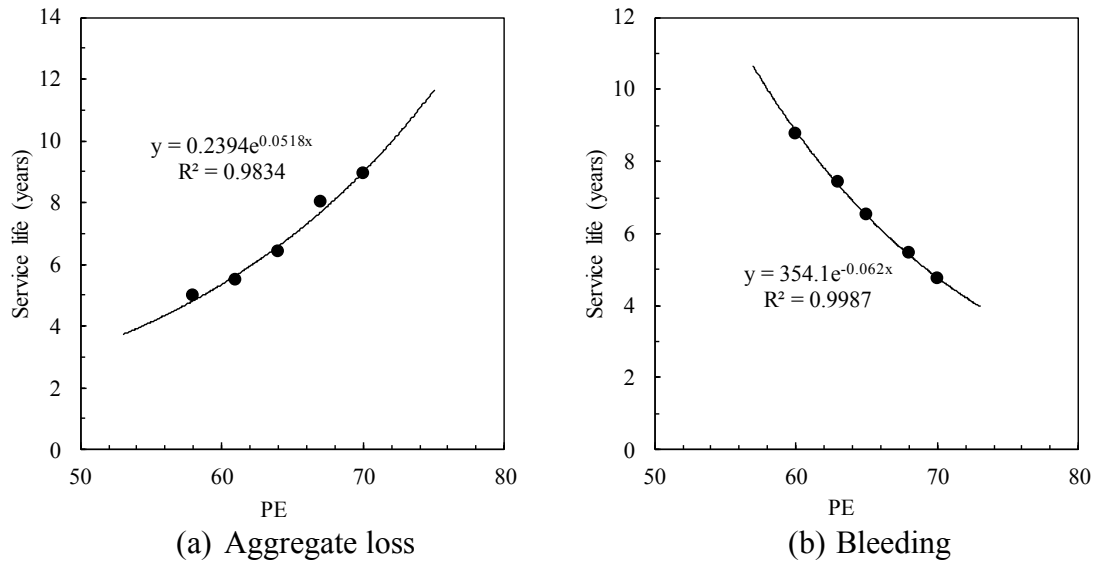 14
12
10
8
6
4
2
0
Service life (years)
y = 0.2394e^0.0518x
R² = 0.9834
50 60 70 80
PE
(a) Aggregate loss
12
10
8
6
4
2
0
Service life (years)
y = 354.1e^-0.062x
R² = 0.9987
50 60 70 80
PE
(b) Bleeding